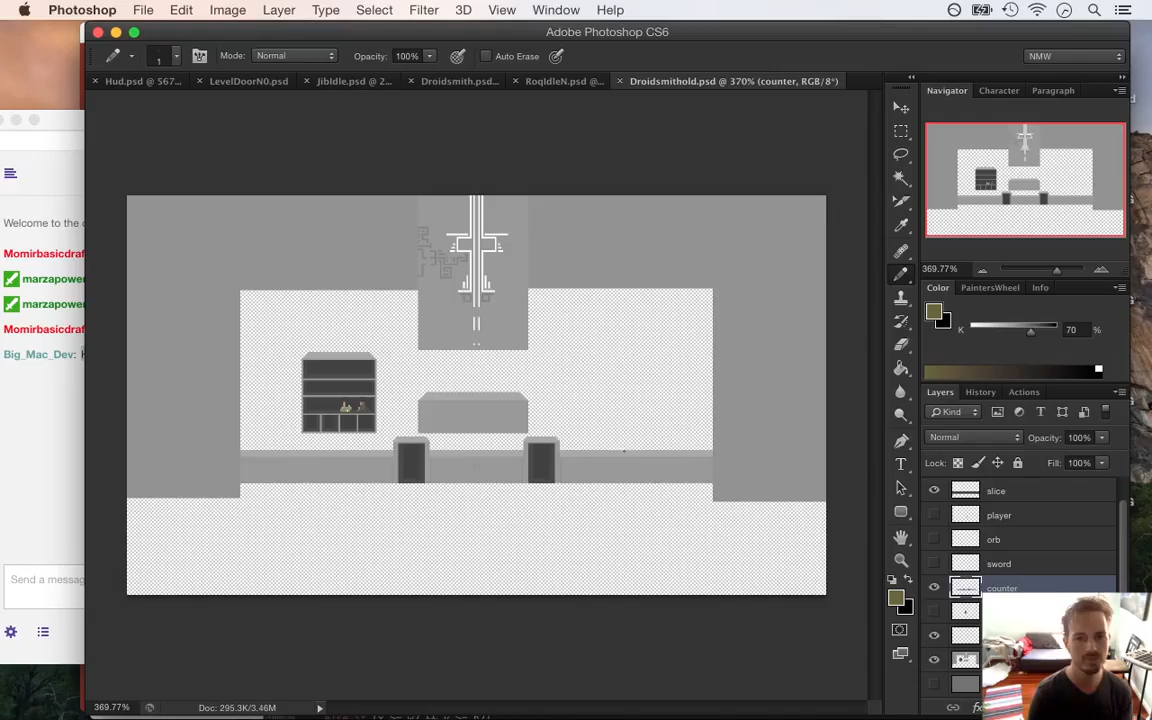 Photoshop File Edit Image Layer Type Select Filter 3D View Window Help
Adobe Photoshop CS6
1 Mode: Normal Opacity: 100% Auto Erase NMW
Hud.psd @ 567... LevelDoorN0.psd JibIdle.psd @ 2... Droidsmith.psd... RoqIdleN.psd @... Droidsmithold.psd @ 370% (counter, RGB/8*)
Navigator Character Paragraph
369.77%
Color PaintersWheel Info
K 70 %
Layers History Actions
Kind
Normal Opacity: 100%
Lock: Fill: 100%
slice
player
orb
sword
counter
fx
Welcome to the
Momirbasicdraf
marzapower
marzapower
Momirbasicdraf
Big_Mac_Dev:
Send a messag
369.77% Doc: 295.3K/3.46M